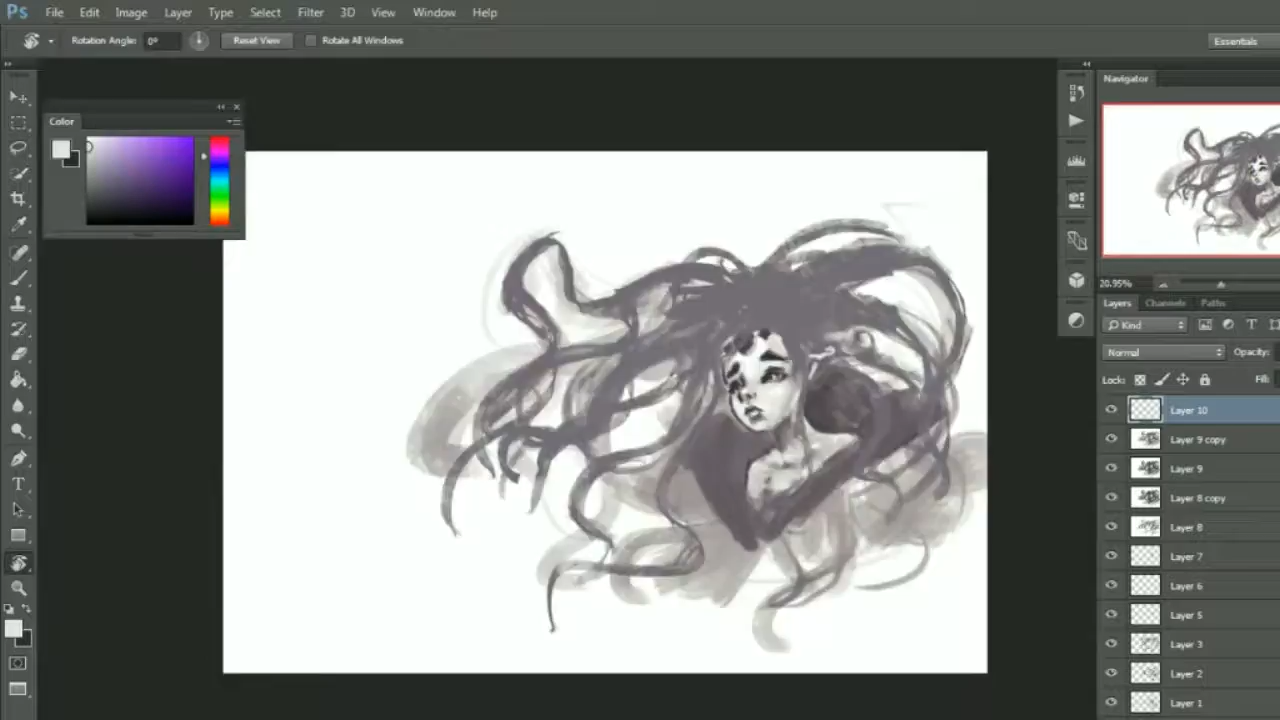 Ps File Edit Image Layer Type Select Filter 3D View Window Help
Rotation Angle: 0° Reset View Rotate All Windows Essentials
Color
Navigator
20.95%
Layers Channels Paths
Kind T
Normal Opacity:
Lock: Fill:
Layer 10
Layer 9 copy
Layer 9
Layer 8 copy
Layer 8
Layer 7
Layer 6
Layer 5
Layer 3
Layer 2
Layer 1
T